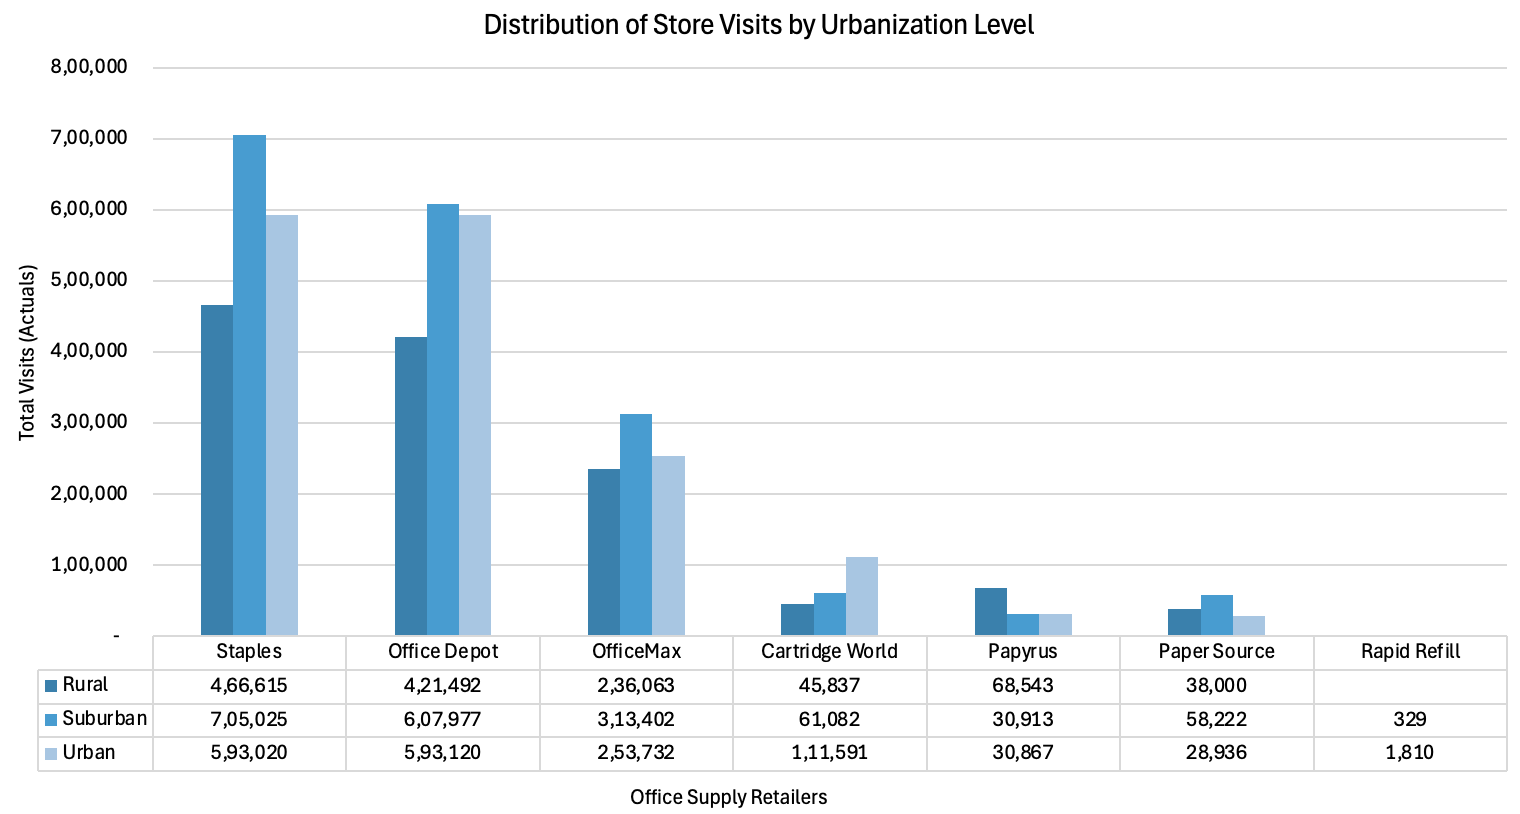 Distribution of Store Visits by Urbanization Level
8,00,000
7,00,000
6,00,000
5,00,000
4,00,000
3,00,000
2,00,000
1,00,000
-
Total Visits (Actuals)
Staples Office Depot OfficeMax Cartridge World Papyrus Paper Source Rapid Refill
Rural 4,66,615 4,21,492 2,36,063 45,837 68,543 38,000
Suburban 7,05,025 6,07,977 3,13,402 61,082 30,913 58,222 329
Urban 5,93,020 5,93,120 2,53,732 1,11,591 30,867 28,936 1,810
Office Supply Retailers